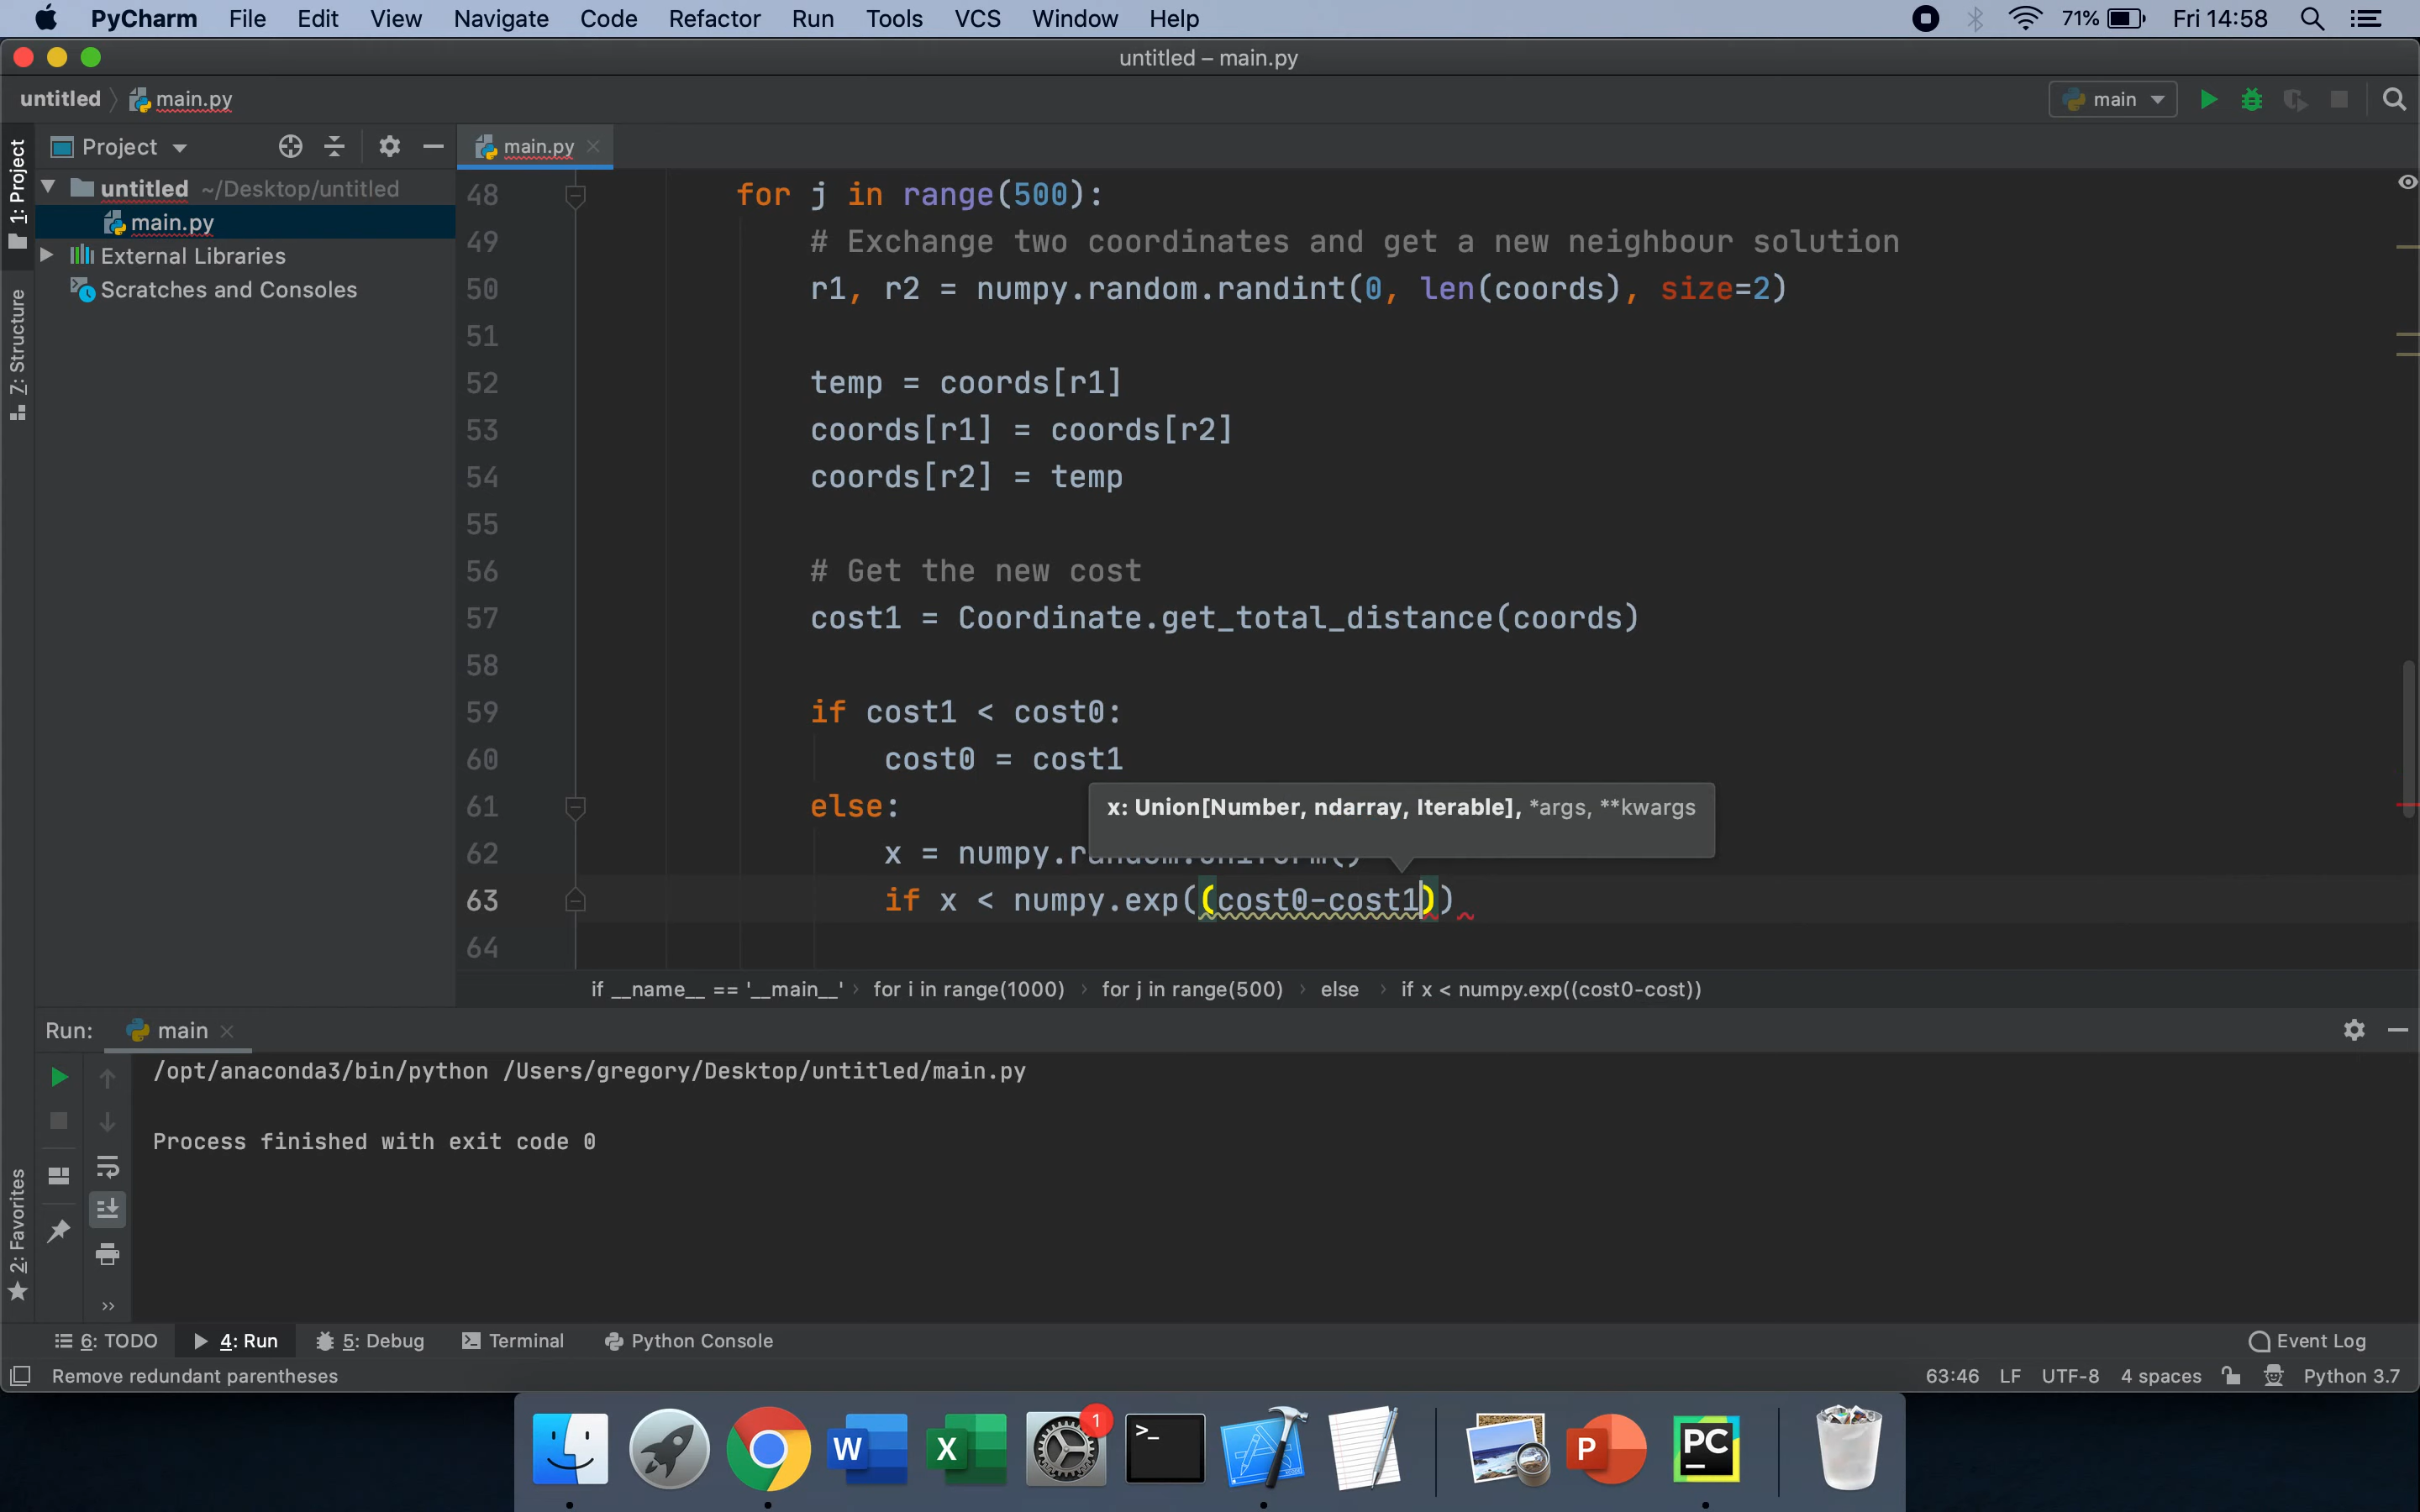 PyCharm File Edit View Navigate Code Refactor Run Tools VCS Window Help 71% Fri 14:58
untitled – main.py
untitled main.py main
1: Project
Project
main.py
untitled ~/Desktop/untitled
main.py
External Libraries
Scratches and Consoles
Z: Structure
48 for j in range(500):
49 # Exchange two coordinates and get a new neighbour solution
50 r1, r2 = numpy.random.randint(0, len(coords), size=2)
51
52 temp = coords[r1]
53 coords[r1] = coords[r2]
54 coords[r2] = temp
55
56 # Get the new cost
57 cost1 = Coordinate.get_total_distance(coords)
58
59 if cost1 < cost0:
60 cost0 = cost1
61 else:
x: Union[Number, ndarray, Iterable], *args, **kwargs
62 x = numpy.random.uniform()
63 if x < numpy.exp((cost0-cost1))
64
if __name__ == '__main__' › for i in range(1000) › for j in range(500) › else › if x < numpy.exp((cost0-cost))
Run: main
/opt/anaconda3/bin/python /Users/gregory/Desktop/untitled/main.py
Process finished with exit code 0
2: Favorites
»
6: TODO 4: Run 5: Debug Terminal Python Console Event Log
Remove redundant parentheses 63:46 LF UTF-8 4 spaces Python 3.7
W X 1 >_ P PC